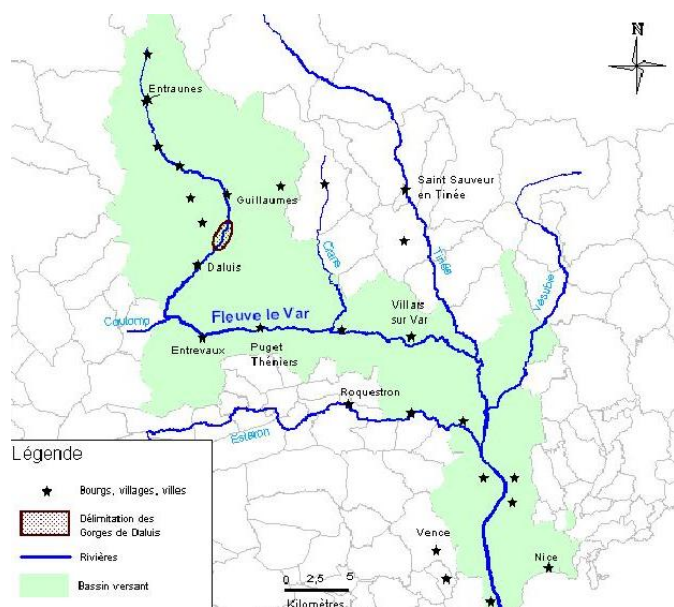 N
Entraunes
Guillaumes
Saint Sauveur
en Tinée
Daluis
Cians
Tinée
Vésubie
Coulomp
Fleuve le Var
Villars
sur Var
Entrevaux
Puget
Théniers
Roquestron
Esteron
Légende
Bourgs, villages, villes
Délimitation des
Gorges de Daluis
Rivières
Bassin versant
Vence
Nice
0 2,5 5
Kilomètres